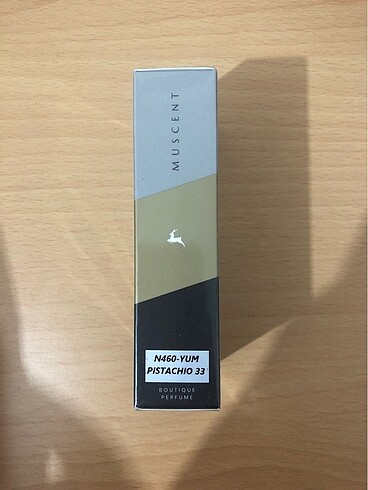 MUSCENT
N460-YUM
PISTACHIO 33
BOUTIQUE
PERFUME